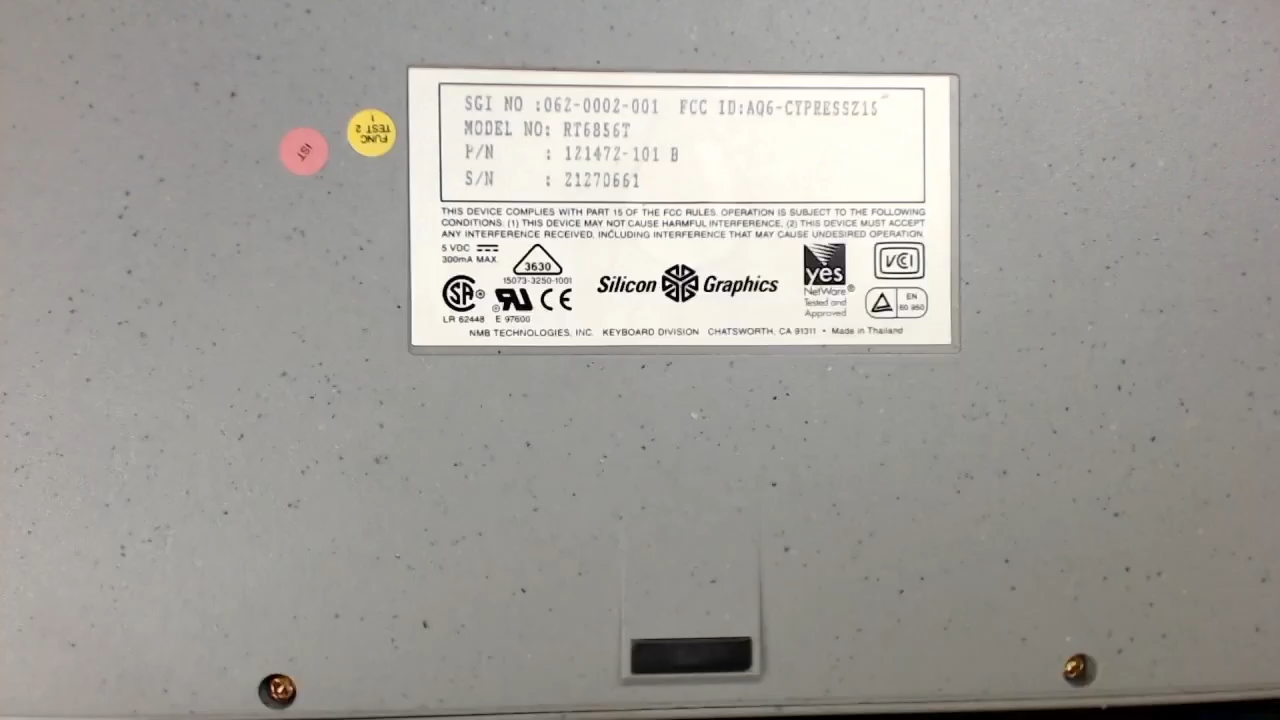 SGI NO :062-0002-001 FCC ID:AQ6-CYPRESSZ15
MODEL NO: RT6856T
P/N : 121472-101 B
S/N : 21270661
THIS DEVICE COMPLIES WITH PART 15 OF THE FCC RULES. OPERATION IS SUBJECT TO THE FOLLOWING
CONDITIONS: (1) THIS DEVICE MAY NOT CAUSE HARMFUL INTERFERENCE, (2) THIS DEVICE MUST ACCEPT
ANY INTERFERENCE RECEIVED, INCLUDING INTERFERENCE THAT MAY CAUSE UNDESIRED OPERATION.
5 VDC
300mA MAX.
3630
15073-3250-1001
SA ®
® UR CE
LR 62448 E 97600
Silicon Graphics
yes
NetWare®
Tested and
Approved
VCI
EN
60 950
NMB TECHNOLOGIES, INC. KEYBOARD DIVISION CHATSWORTH, CA 91311 • Made in Thailand
FUNC
TEST 2
1
IST